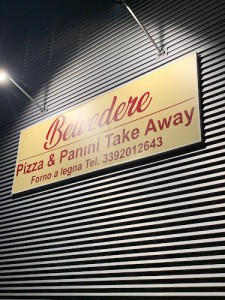 Belvedere
Pizza & Panini Take Away
Forno a legna Tel. 3392012643